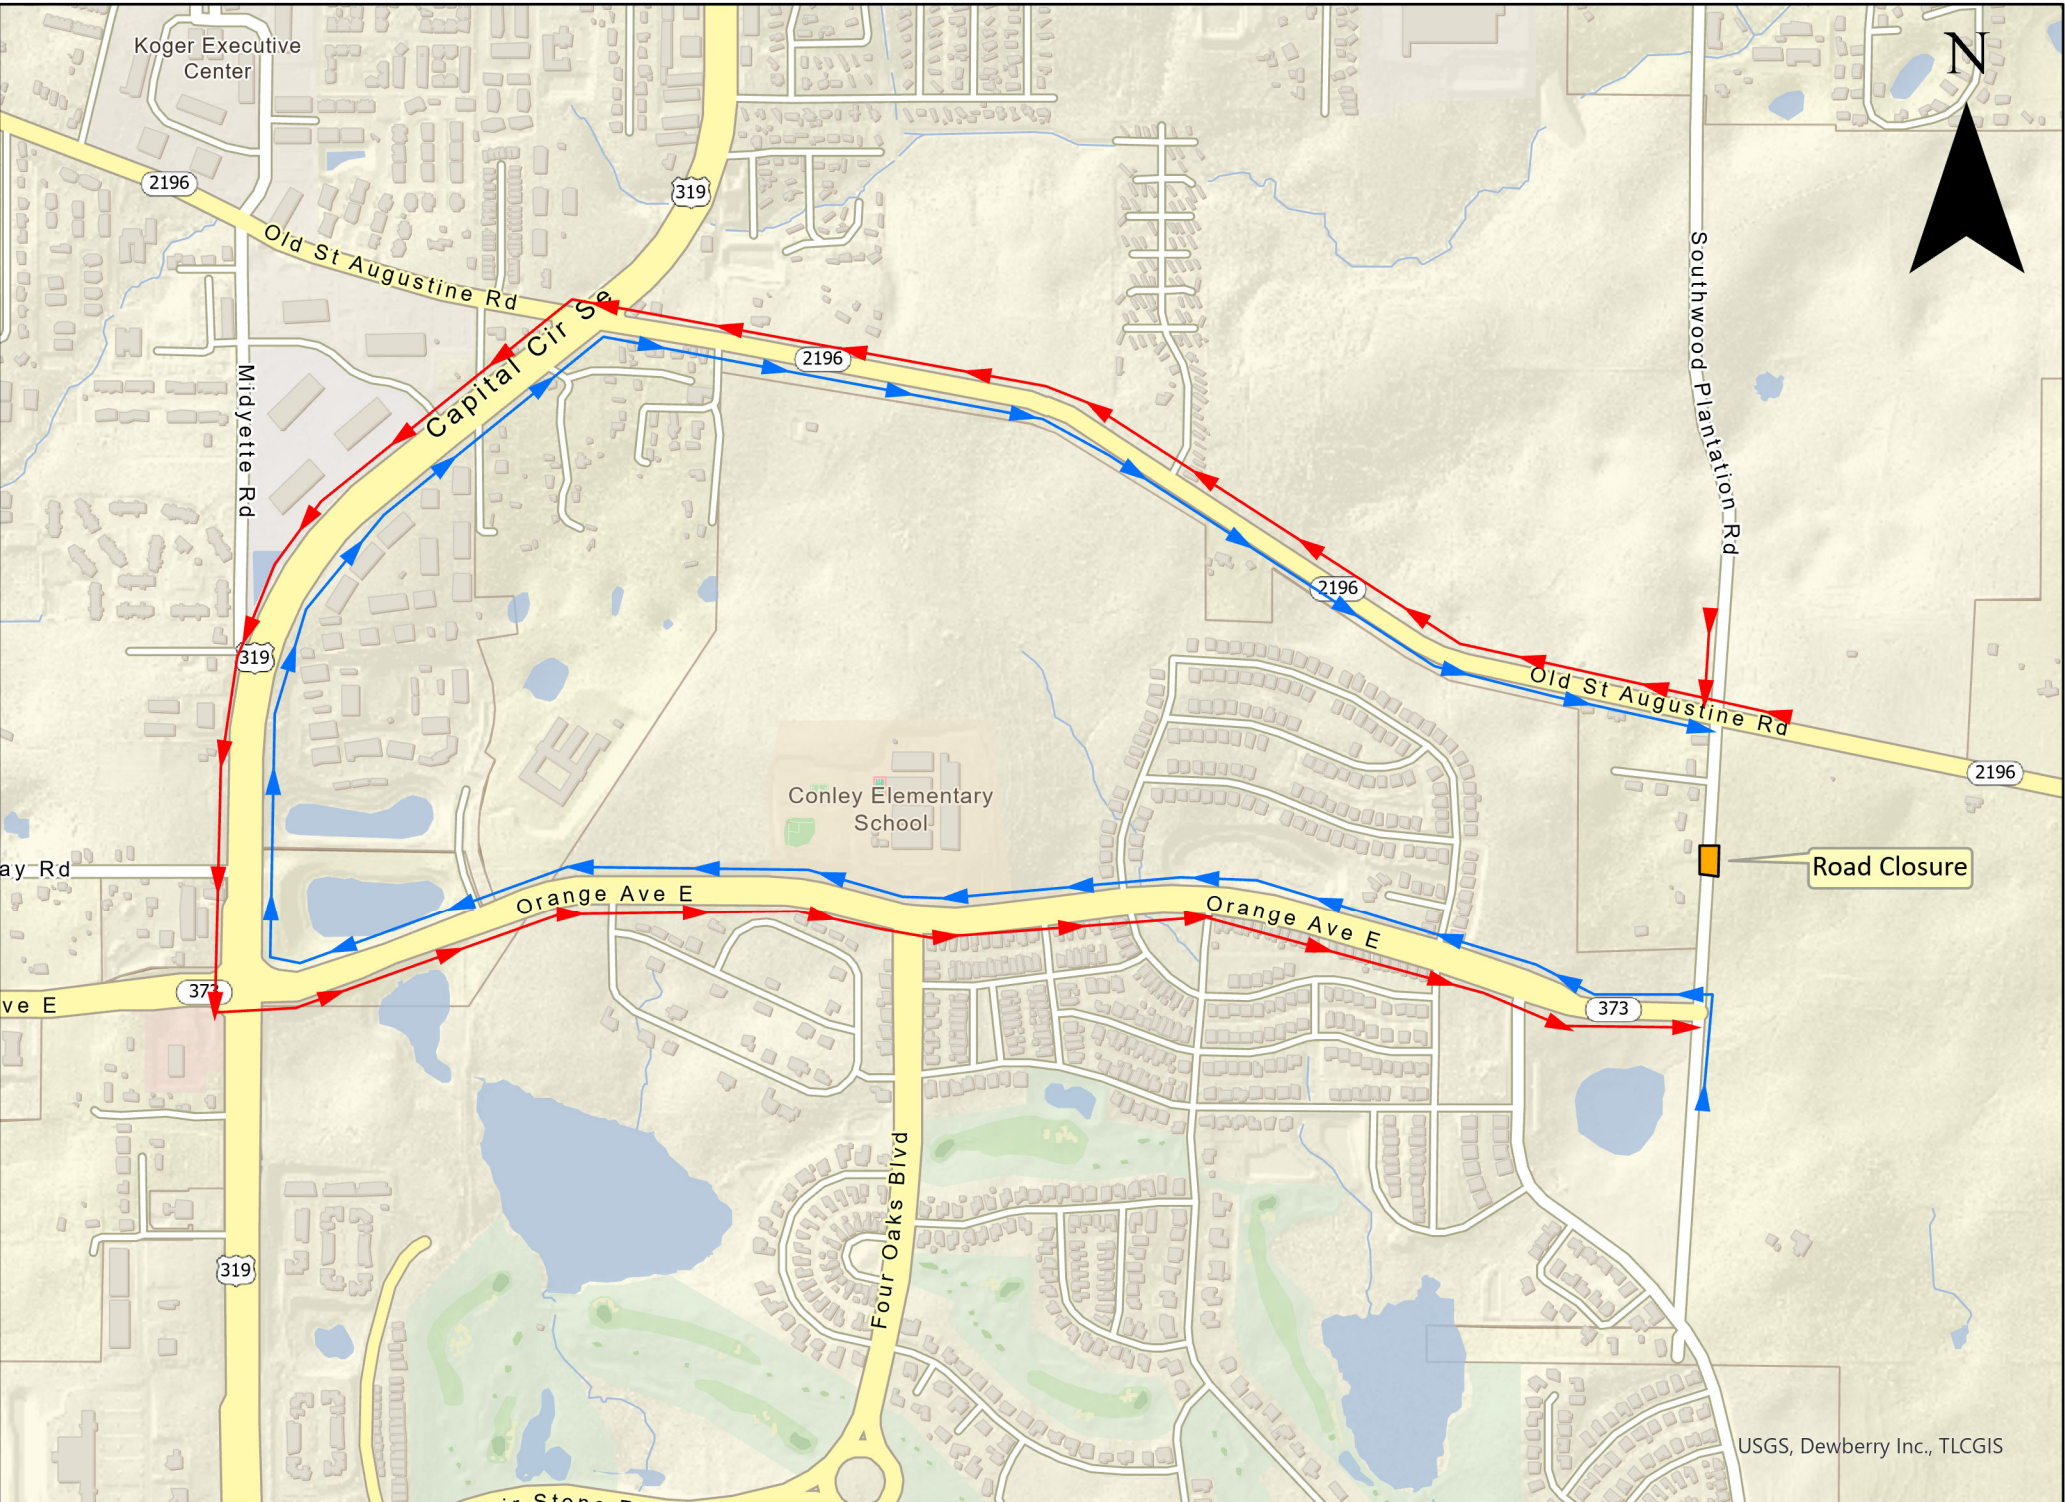 Koger Executive
Center
N
2196
319
Old St Augustine Rd
Capital Cir Se
2196
Southwood Plantation Rd
Midyette Rd
2196
319
Old St Augustine Rd
2196
Conley Elementary
School
Road Closure
ay Rd
Orange Ave E
Orange Ave E
373
ve E
373
Four Oaks Blvd
319
USGS, Dewberry Inc., TLCGIS